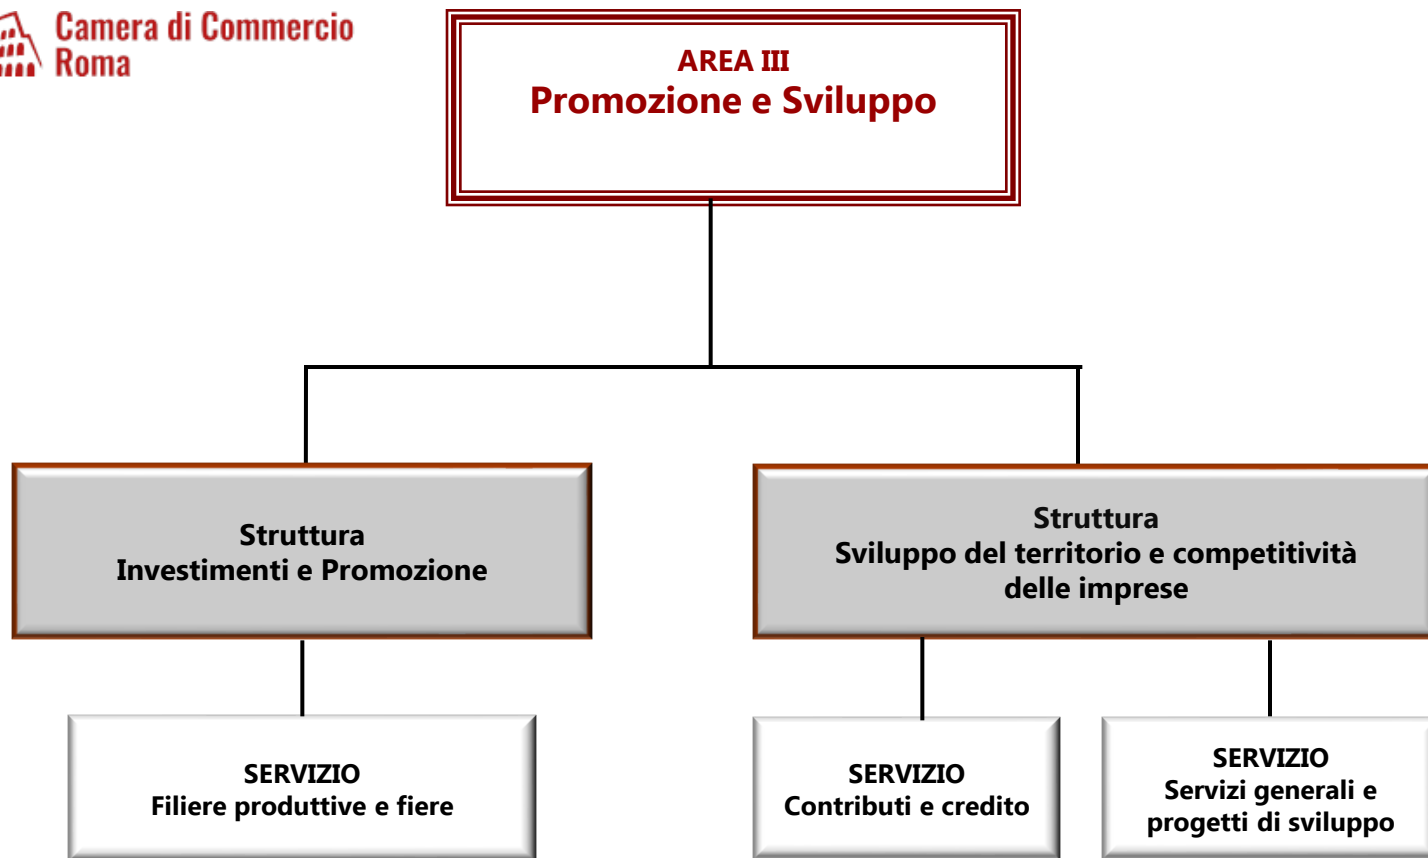 Camera di Commercio
Roma
AREA III
Promozione e Sviluppo
Struttura
Investimenti e Promozione
Struttura
Sviluppo del territorio e competitività
delle imprese
SERVIZIO
Filiere produttive e fiere
SERVIZIO
Contributi e credito
SERVIZIO
Servizi generali e
progetti di sviluppo